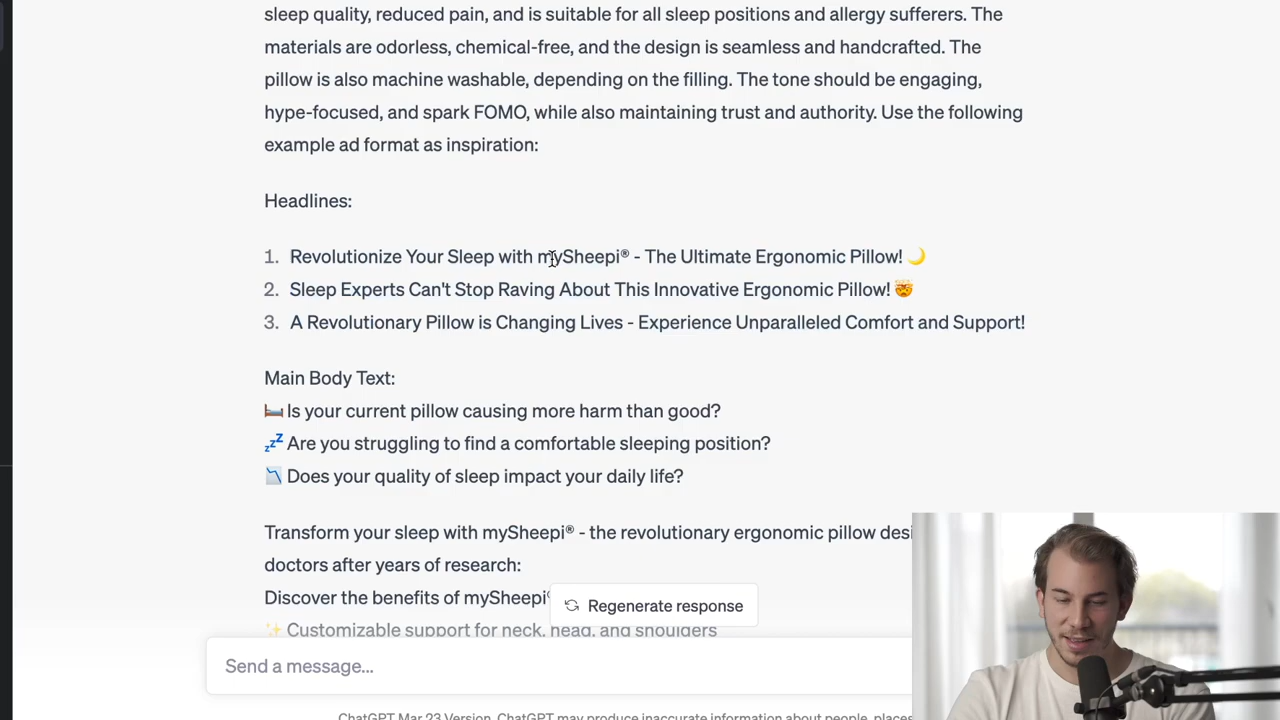 sleep quality, reduced pain, and is suitable for all sleep positions and allergy sufferers. The
materials are odorless, chemical-free, and the design is seamless and handcrafted. The
pillow is also machine washable, depending on the filling. The tone should be engaging,
hype-focused, and spark FOMO, while also maintaining trust and authority. Use the following
example ad format as inspiration:
Headlines:
1. Revolutionize Your Sleep with mySheepi® - The Ultimate Ergonomic Pillow! 🌙
2. Sleep Experts Can't Stop Raving About This Innovative Ergonomic Pillow! 🤯
3. A Revolutionary Pillow is Changing Lives - Experience Unparalleled Comfort and Support!
Main Body Text:
🛏️ Is your current pillow causing more harm than good?
💤 Are you struggling to find a comfortable sleeping position?
📉 Does your quality of sleep impact your daily life?
Transform your sleep with mySheepi® - the revolutionary ergonomic pillow
doctors after years of research:
Discover the benefits of mySheepi®
Regenerate response
✨ Customizable support for neck, head, and shoulders
Send a message...
ChatGPT Mar 23 Version. ChatGPT may produce inaccurate information about people, places